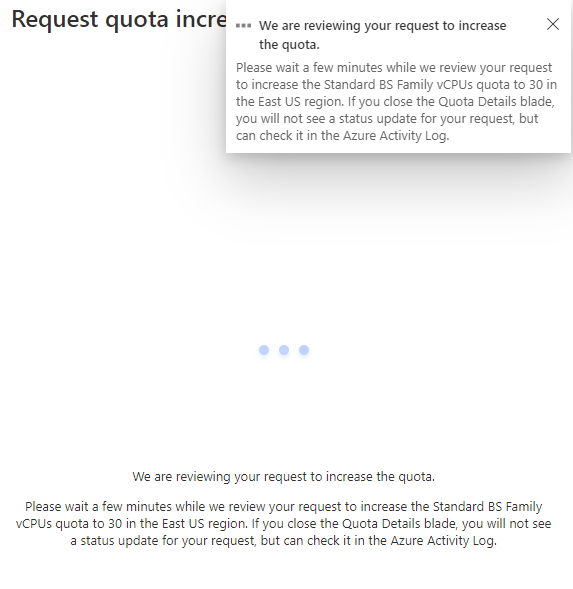 Request quota incre
We are reviewing your request to increase
the quota.
Please wait a few minutes while we review your request
to increase the Standard BS Family vCPUs quota to 30 in
the East US region. If you close the Quota Details blade,
you will not see a status update for your request, but
can check it in the Azure Activity Log.
We are reviewing your request to increase the quota.
Please wait a few minutes while we review your request to increase the Standard BS Family
vCPUs quota to 30 in the East US region. If you close the Quota Details blade, you will not see
a status update for your request, but can check it in the Azure Activity Log.